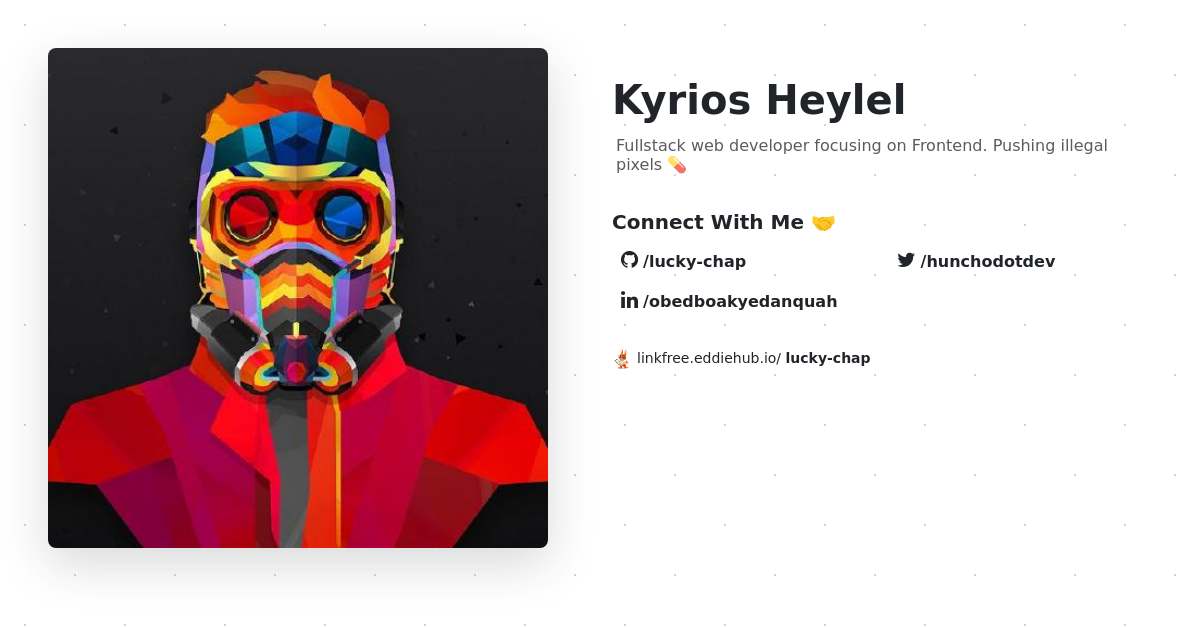 Kyrios Heylel
Fullstack web developer focusing on Frontend. Pushing illegal
pixels 💊
Connect With Me 🤝
/lucky-chap
/hunchodotdev
in /obedboakyedanquah
linkfree.eddiehub.io/ lucky-chap